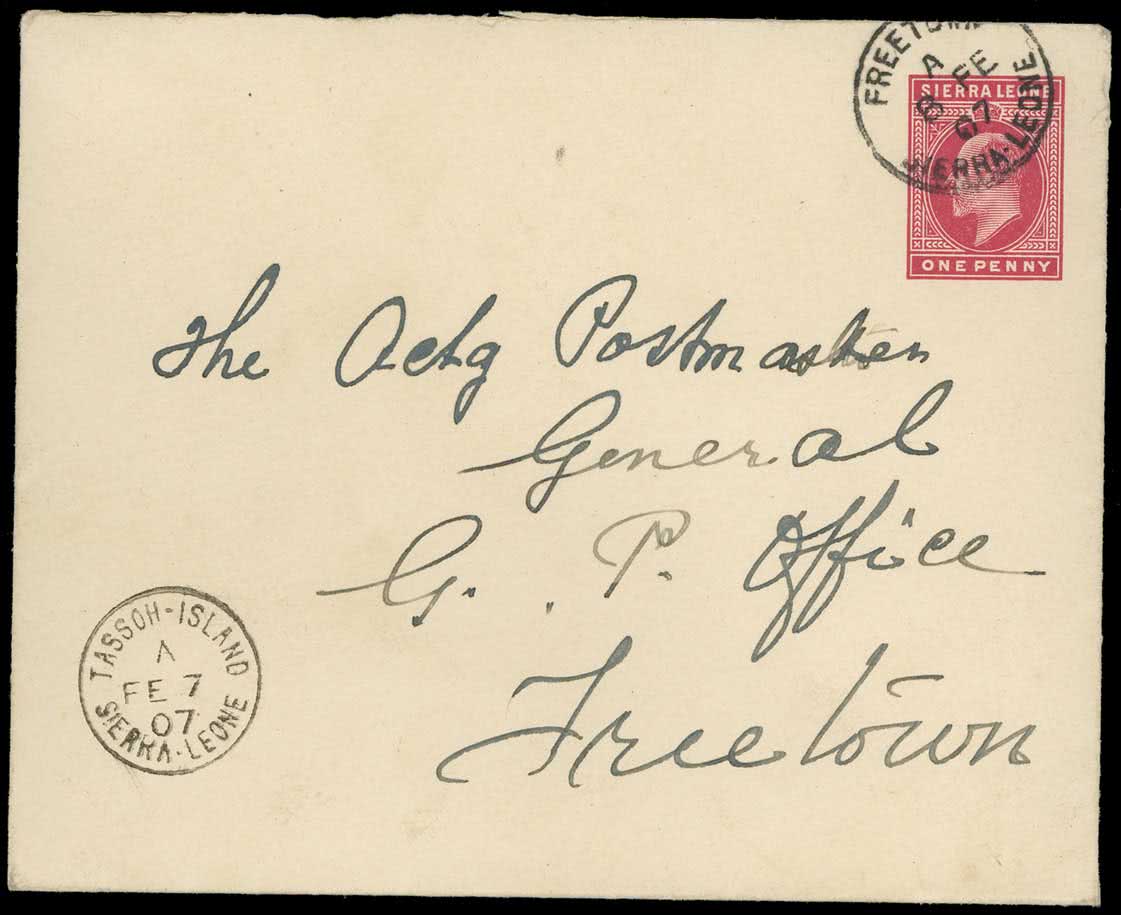 FREETOWN
A
8 FE
07
SIERRA-LEONE
SIERRA LEONE
ONE PENNY
The Actg Postmaster
General
G. P. Office
Freetown
TASSOH-ISLAND
A
FE 7
07
SIERRA-LEONE